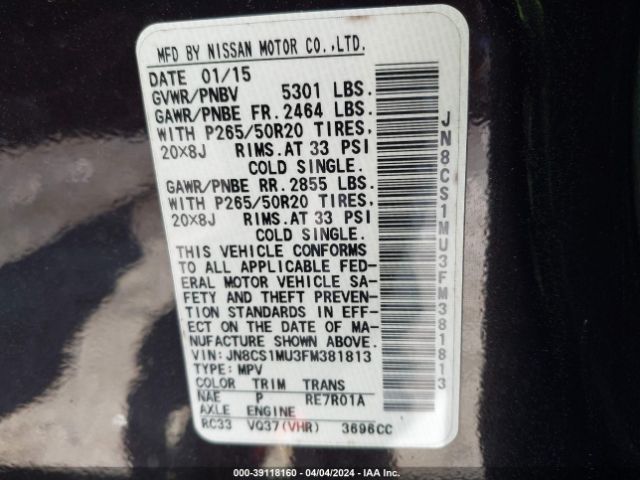 MFD BY NISSAN MOTOR CO.,LTD.
DATE 01/15
GVWR/PNBV 5301 LBS.
GAWR/PNBE FR. 2464 LBS.
WITH P265/50R20 TIRES,
20X8J RIMS. AT 33 PSI
COLD SINGLE.
GAWR/PNBE RR. 2855 LBS.
WITH P265/50R20 TIRES,
20X8J RIMS. AT 33 PSI
COLD SINGLE.
THIS VEHICLE CONFORMS
TO ALL APPLICABLE FED-
ERAL MOTOR VEHICLE SA-
FETY AND THEFT PREVEN-
TION STANDARDS IN EFF-
ECT ON THE DATE OF MA-
NUFACTURE SHOWN ABOVE.
VIN: JN8CS1MU3FM381813
TYPE: MPV
COLOR TRIM TRANS
NAE P RE7R01A
AXLE ENGINE
RC33 VQ37(VHR) 3696CC
JN8CS1MU3FM381813
000-39118160 - 04/04/2024 - IAA Inc.